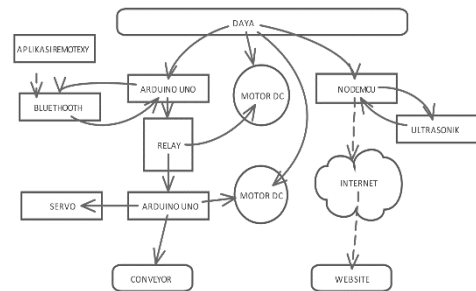 DAYA
APLIKASI REMOTEXY
BLUETHOOTH
ARDUINO UNO
MOTOR DC
NODEMCU
ULTRASONIK
RELAY
SERVO
ARDUINO UNO
MOTOR DC
INTERNET
CONVEYOR
WEBSITE